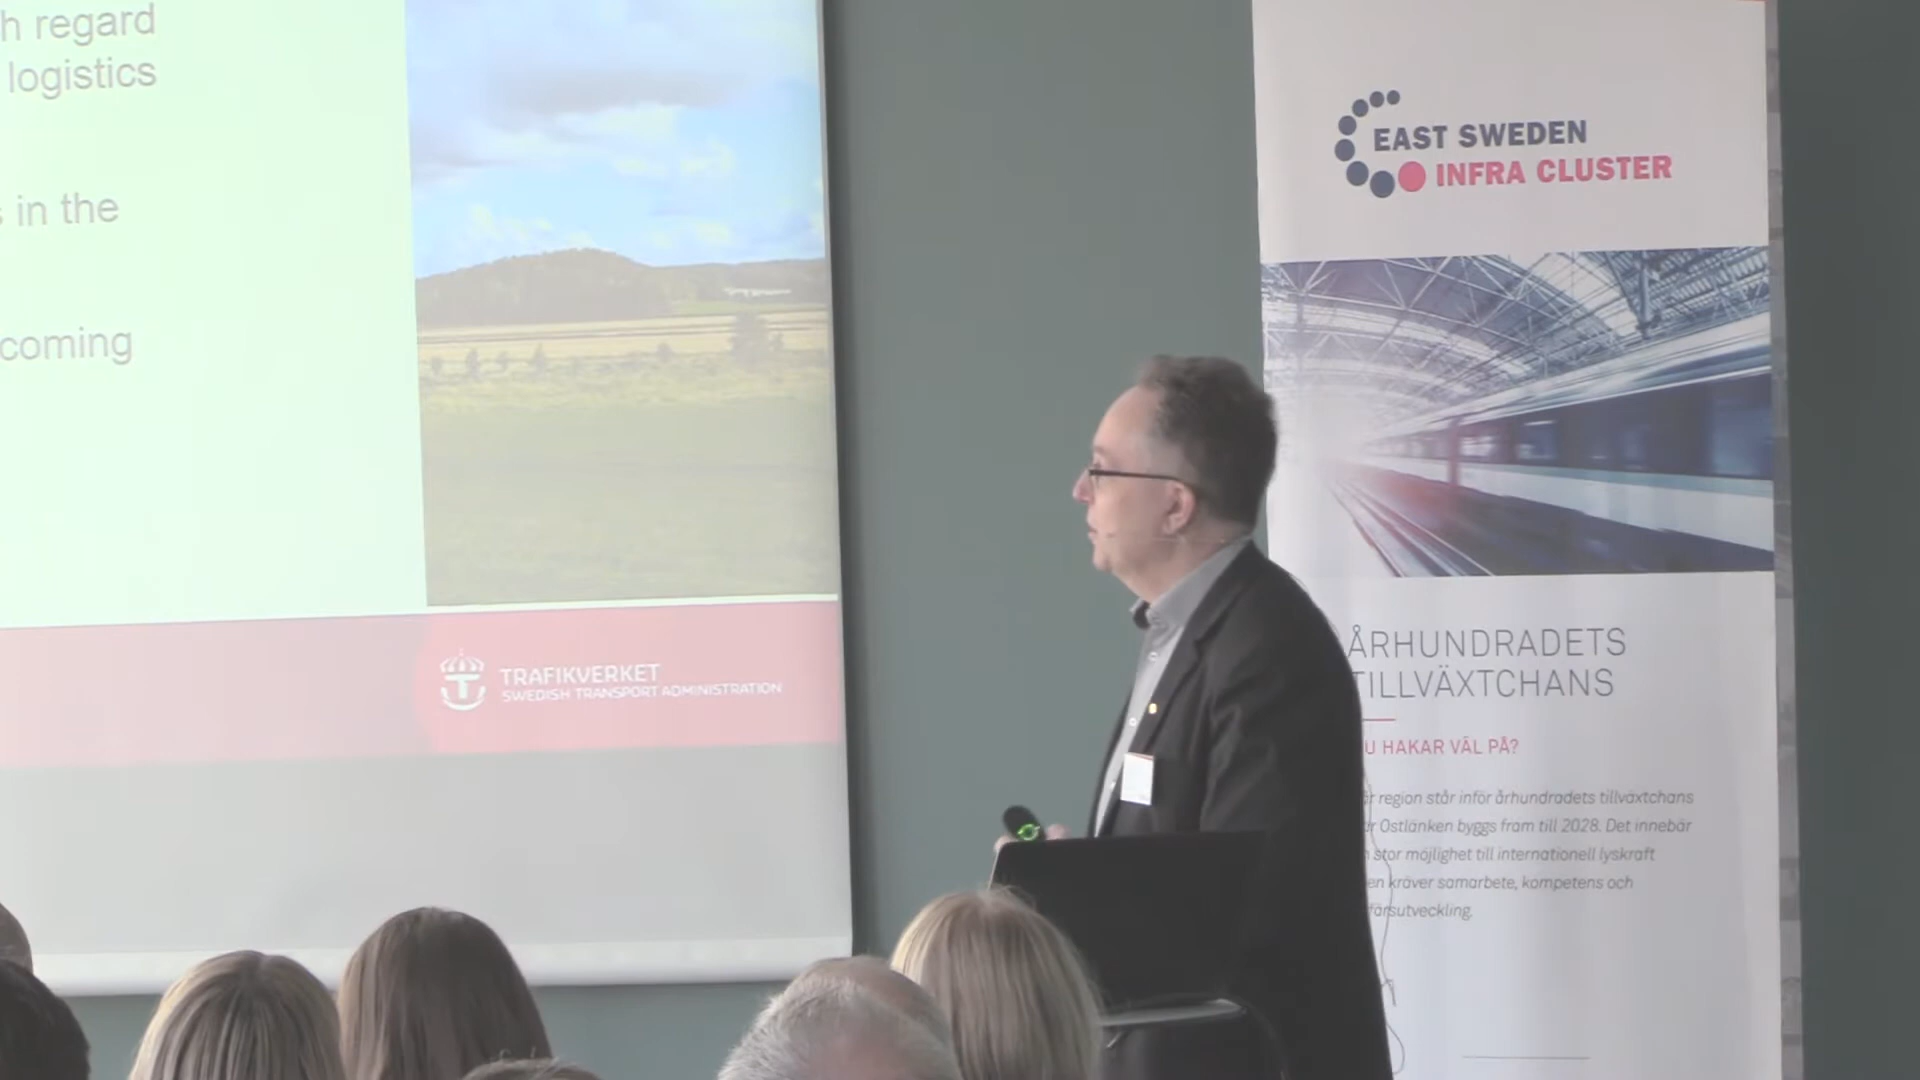 h regard
logistics
in the
coming
TRAFIKVERKET
SWEDISH TRANSPORT ADMINISTRATION
EAST SWEDEN
INFRA CLUSTER
ÅRHUNDRADETS
TILLVÄXTCHANS
U HAKAR VÄL PÅ?
r region står inför århundradets tillväxtchans
r Ostlänken byggs fram till 2028. Det innebär
stor möjlighet till internationell lyskraft
en kräver samarbete, kompetens och
färsutveckling.